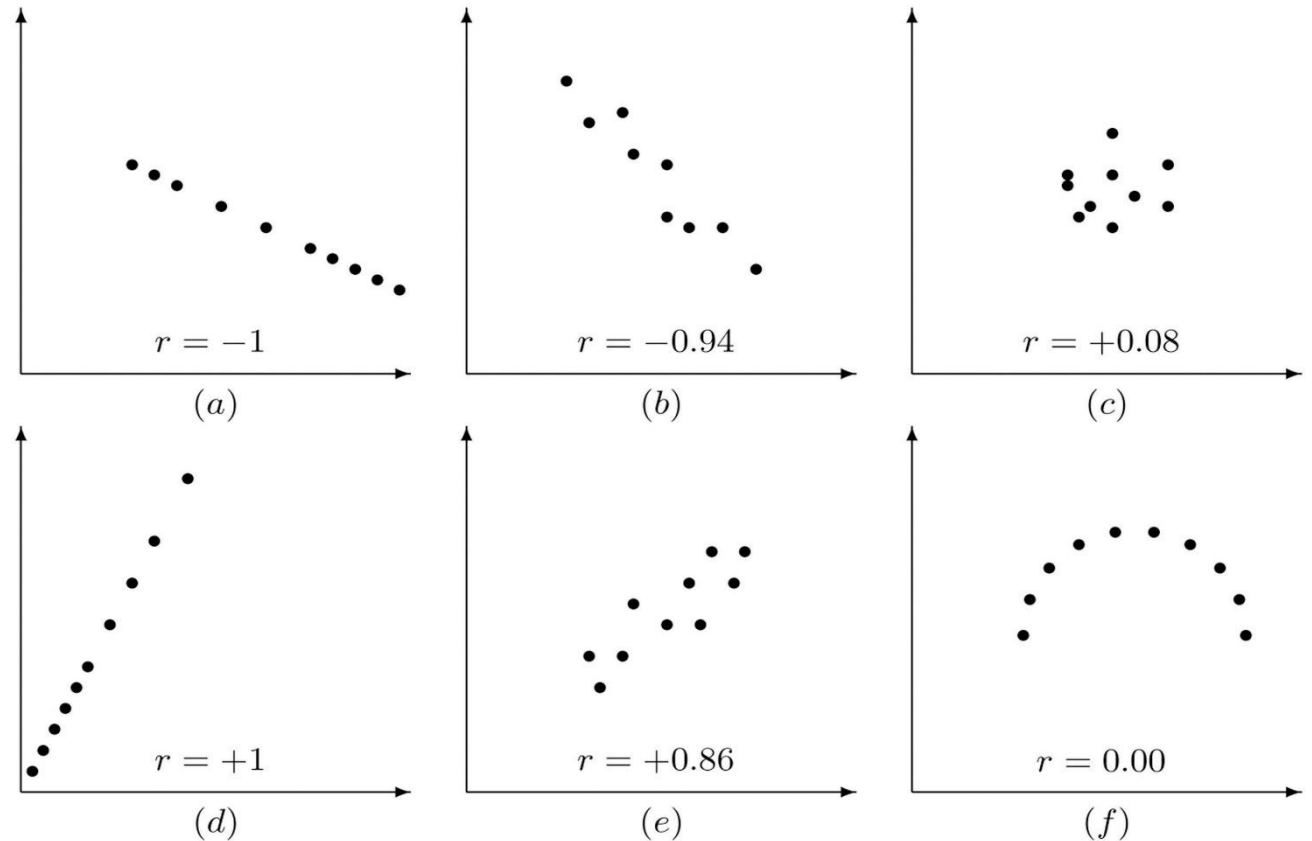 r = −1
r = −0.94
r = +0.08
(a)
(b)
(c)
r = +1
r = +0.86
r = 0.00
(d)
(e)
(f)